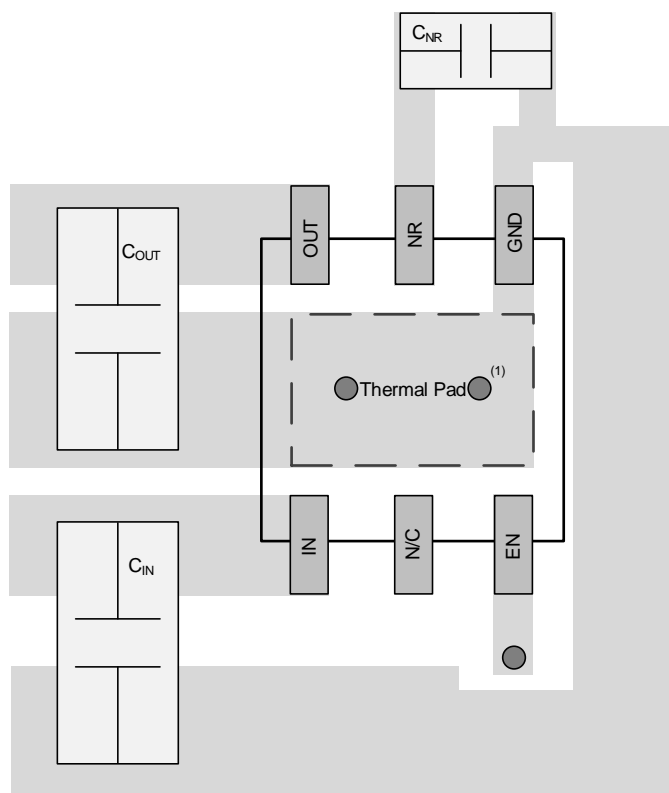 CNR
OUT
NR
GND
COUT
Thermal Pad
(1)
IN
N/C
EN
CIN